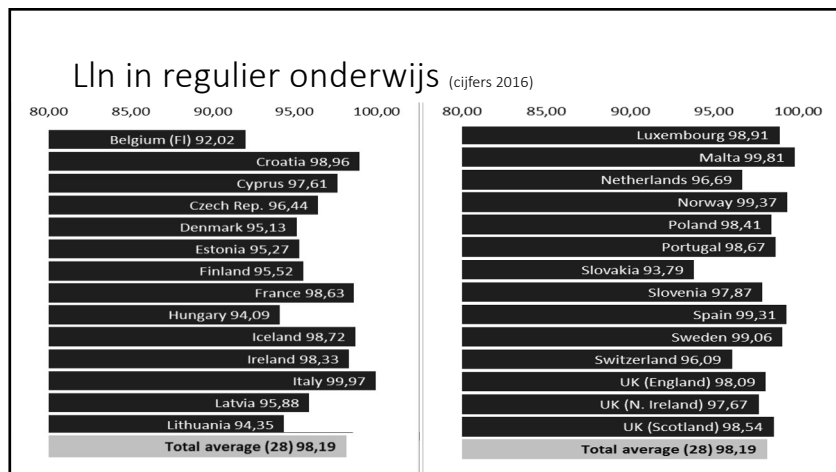 Lln in regulier onderwijs (cijfers 2016)
80,00 85,00 90,00 95,00 100,00
Belgium (Fl) 92,02
Croatia 98,96
Cyprus 97,61
Czech Rep. 96,44
Denmark 95,13
Estonia 95,27
Finland 95,52
France 98,63
Hungary 94,09
Iceland 98,72
Ireland 98,33
Italy 99,97
Latvia 95,88
Lithuania 94,35
Total average (28) 98,19
80,00 85,00 90,00 95,00 100,00
Luxembourg 98,91
Malta 99,81
Netherlands 96,69
Norway 99,37
Poland 98,41
Portugal 98,67
Slovakia 93,79
Slovenia 97,87
Spain 99,31
Sweden 99,06
Switzerland 96,09
UK (England) 98,09
UK (N. Ireland) 97,67
UK (Scotland) 98,54
Total average (28) 98,19